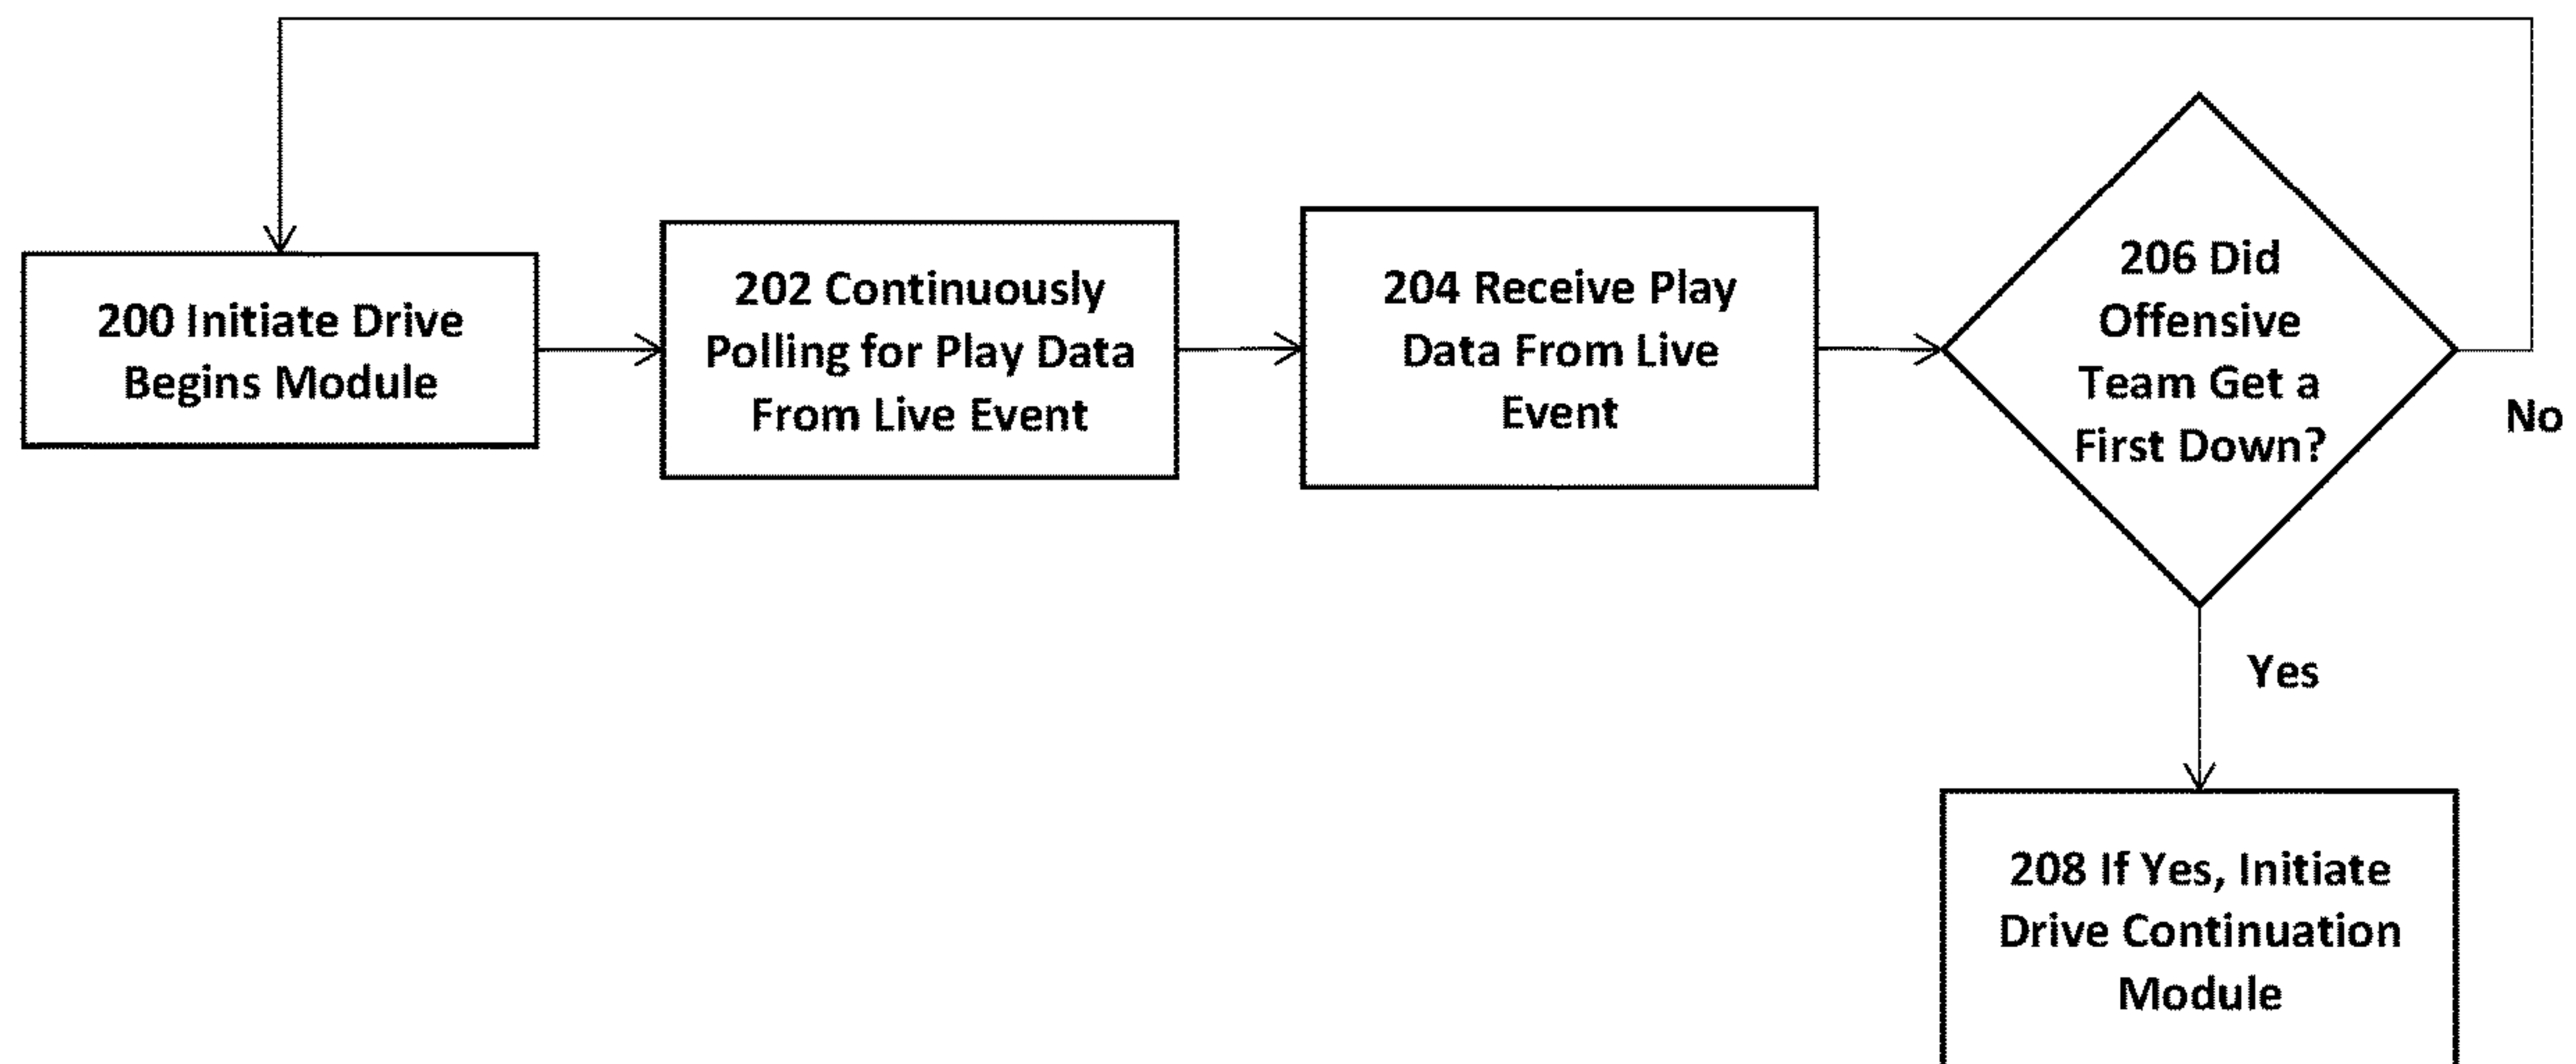 200 Initiate Drive
Begins Module
202 Continuously
Polling for Play Data
From Live Event
204 Receive Play
Data From Live
Event
206 Did
Offensive
Team Get a
First Down?
No
Yes
208 If Yes, Initiate
Drive Continuation
Module